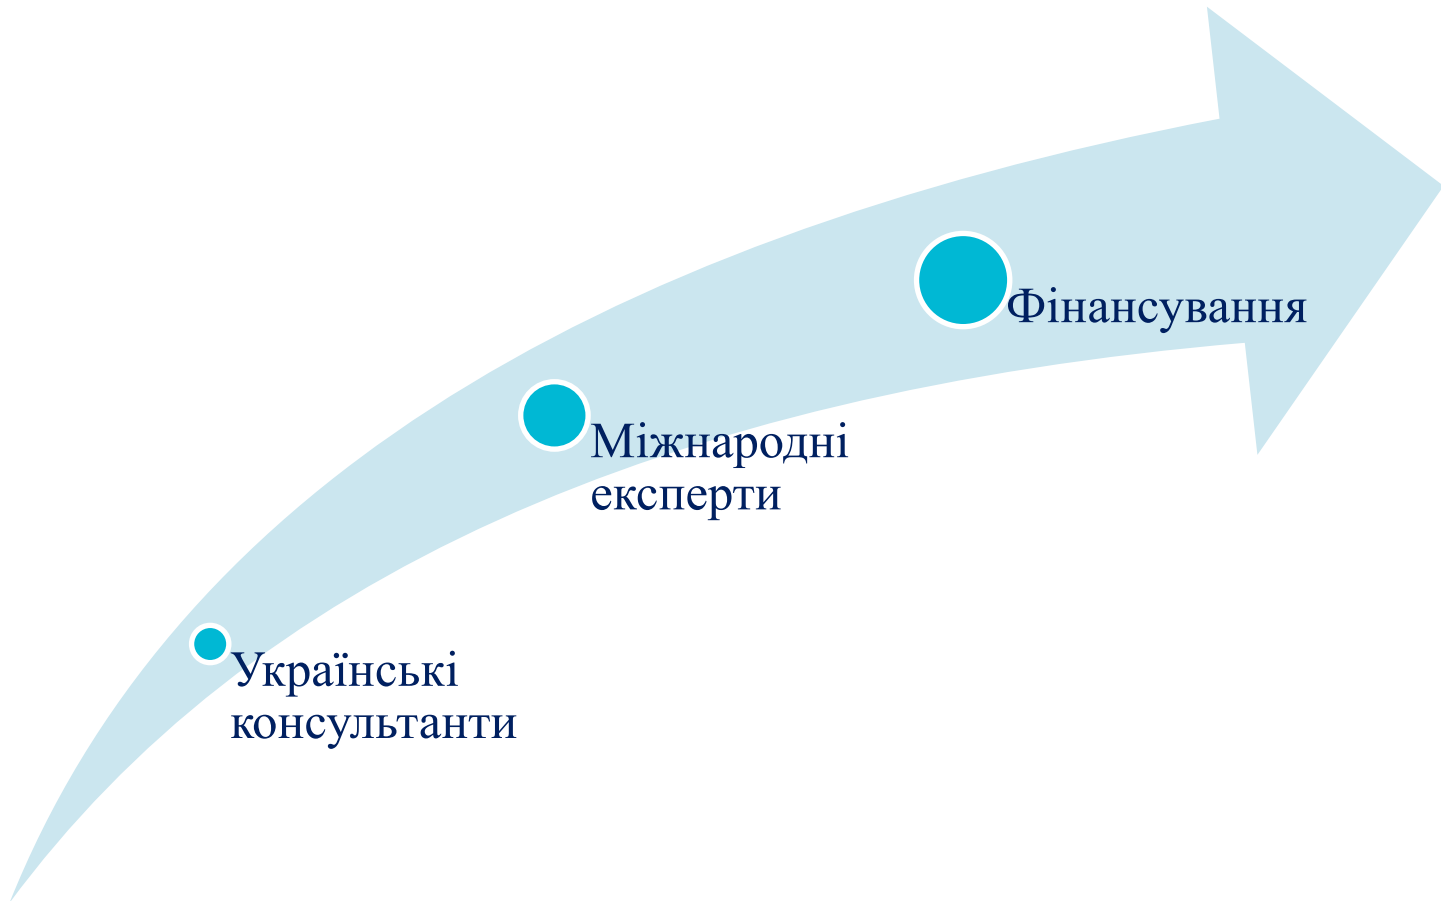 Фінансування
Міжнародні
експерти
Українські
консультанти